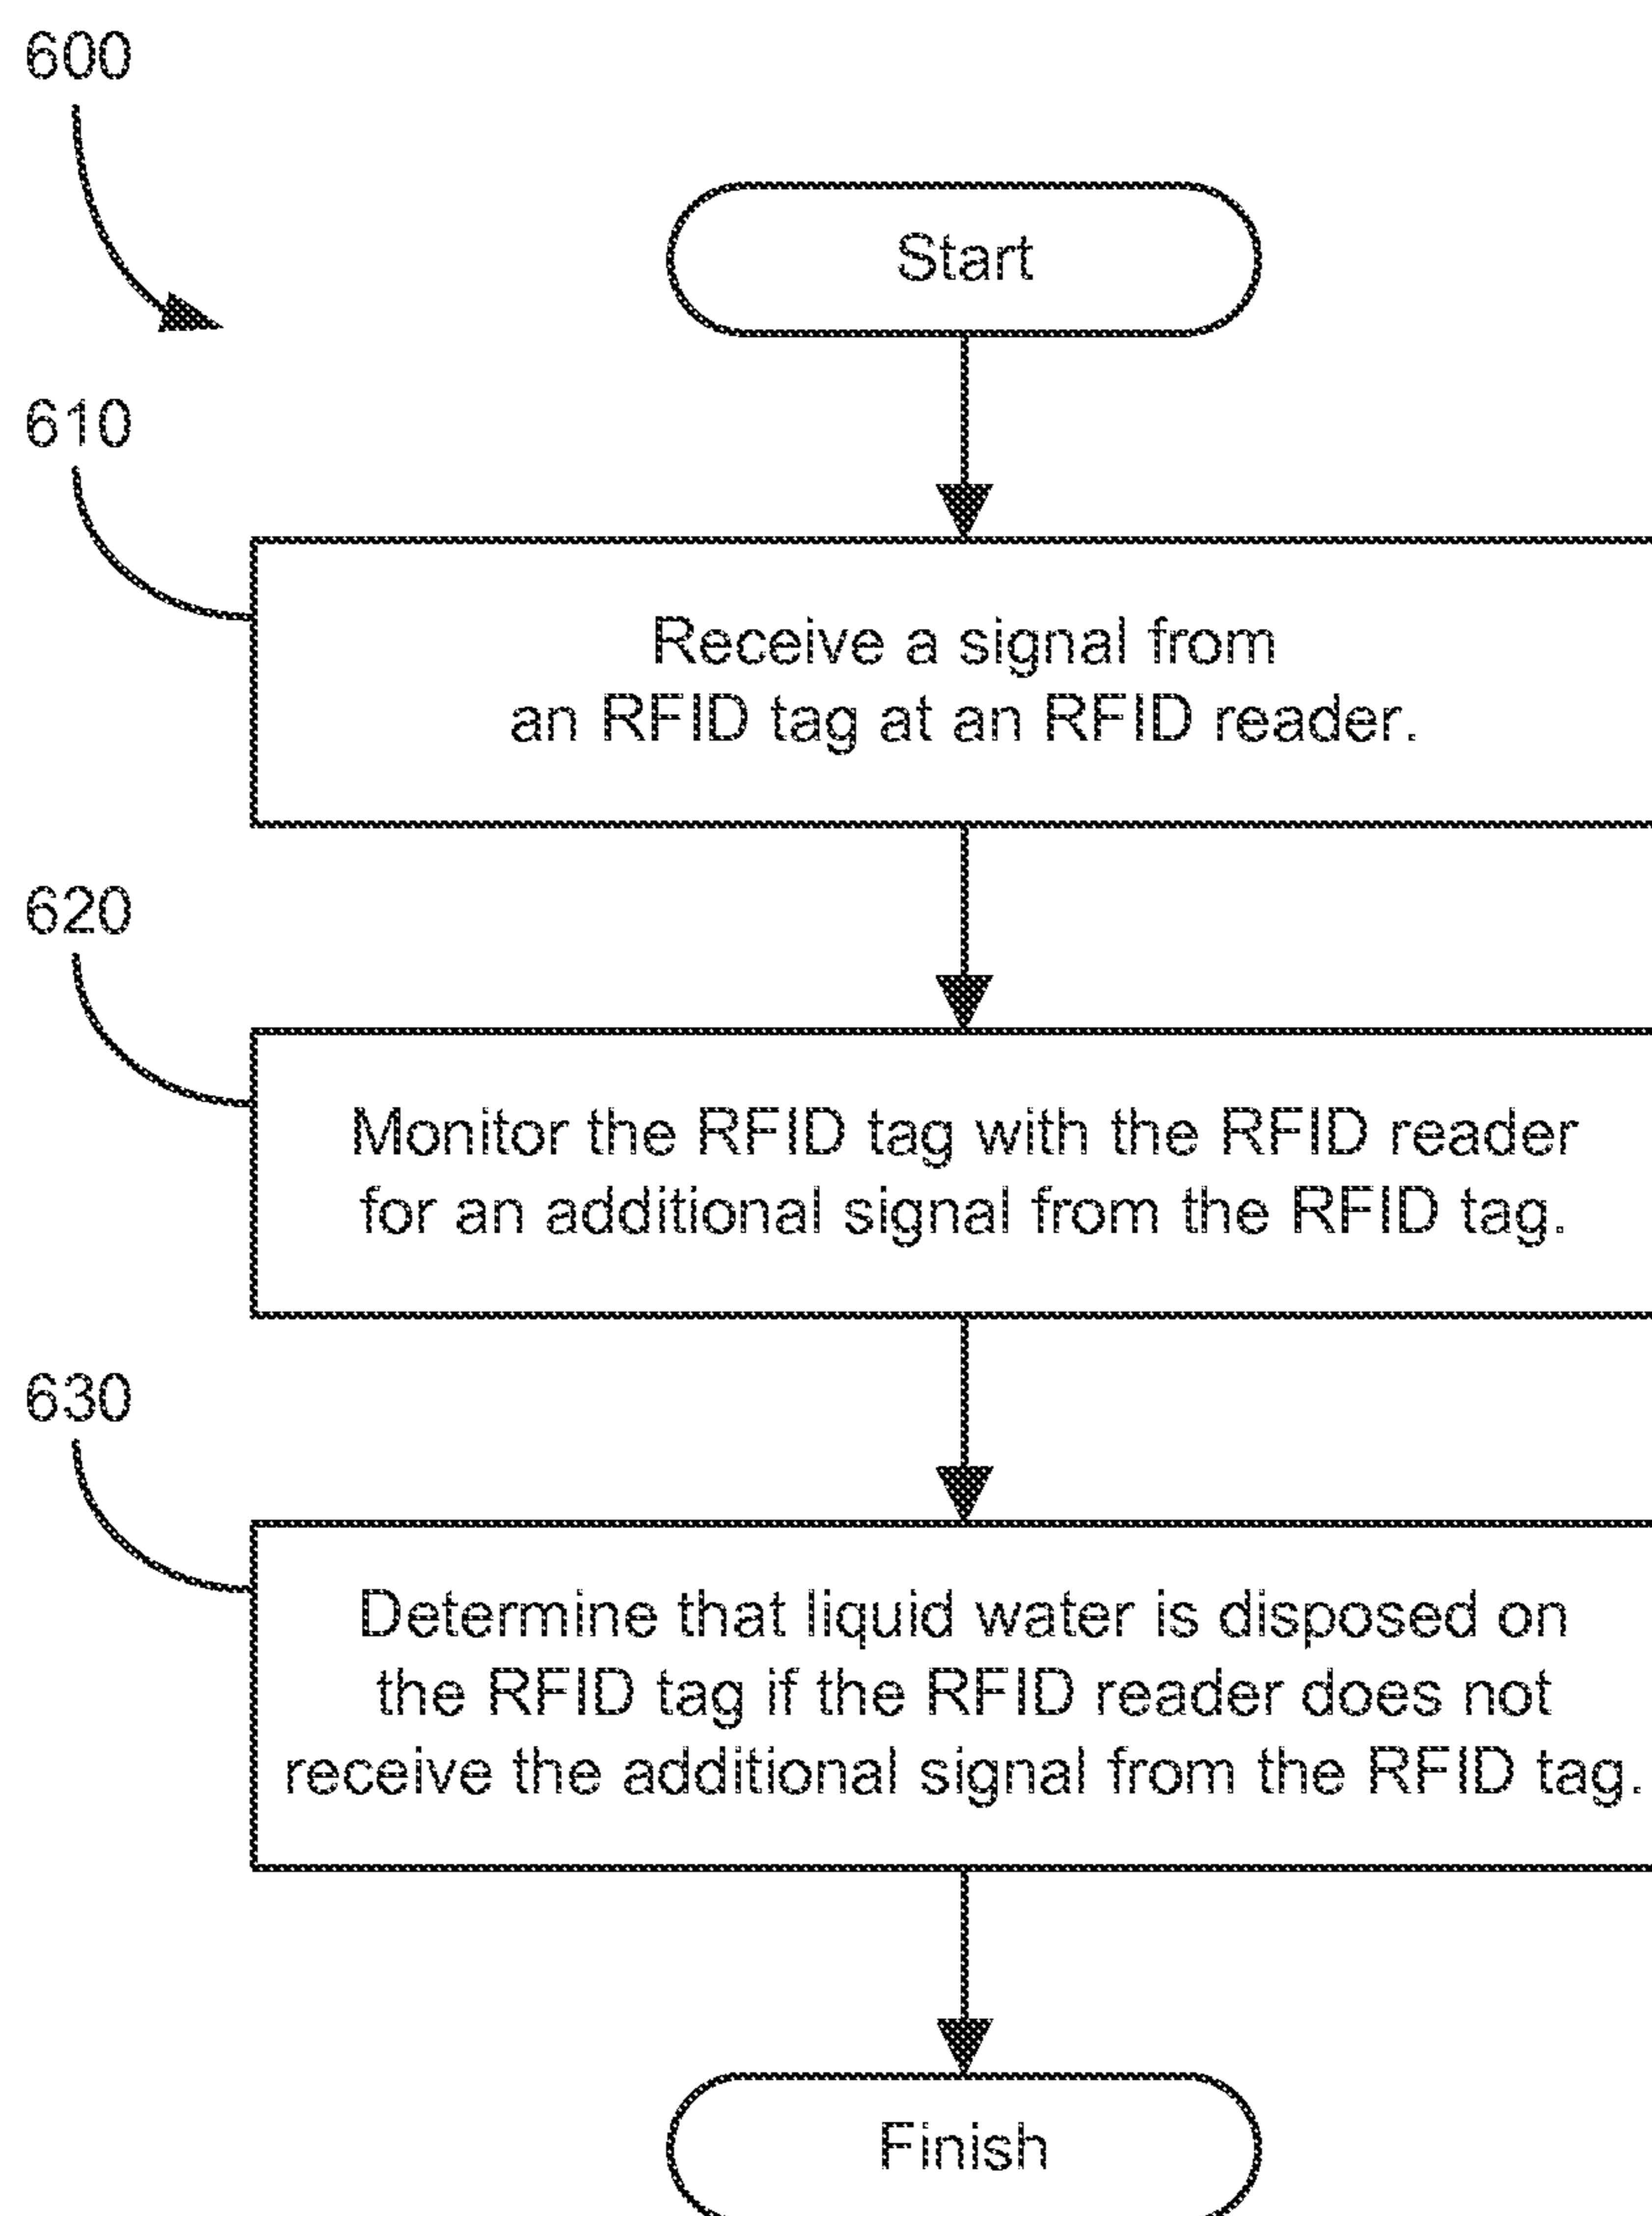 600
Start
610
Receive a signal from
an RFID tag at an RFID reader.
620
Monitor the RFID tag with the RFID reader
for an additional signal from the RFID tag.
630
Determine that liquid water is disposed on
the RFID tag if the RFID reader does not
receive the additional signal from the RFID tag.
Finish